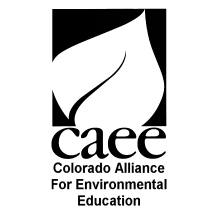 caee
Colorado Alliance
For Environmental
Education